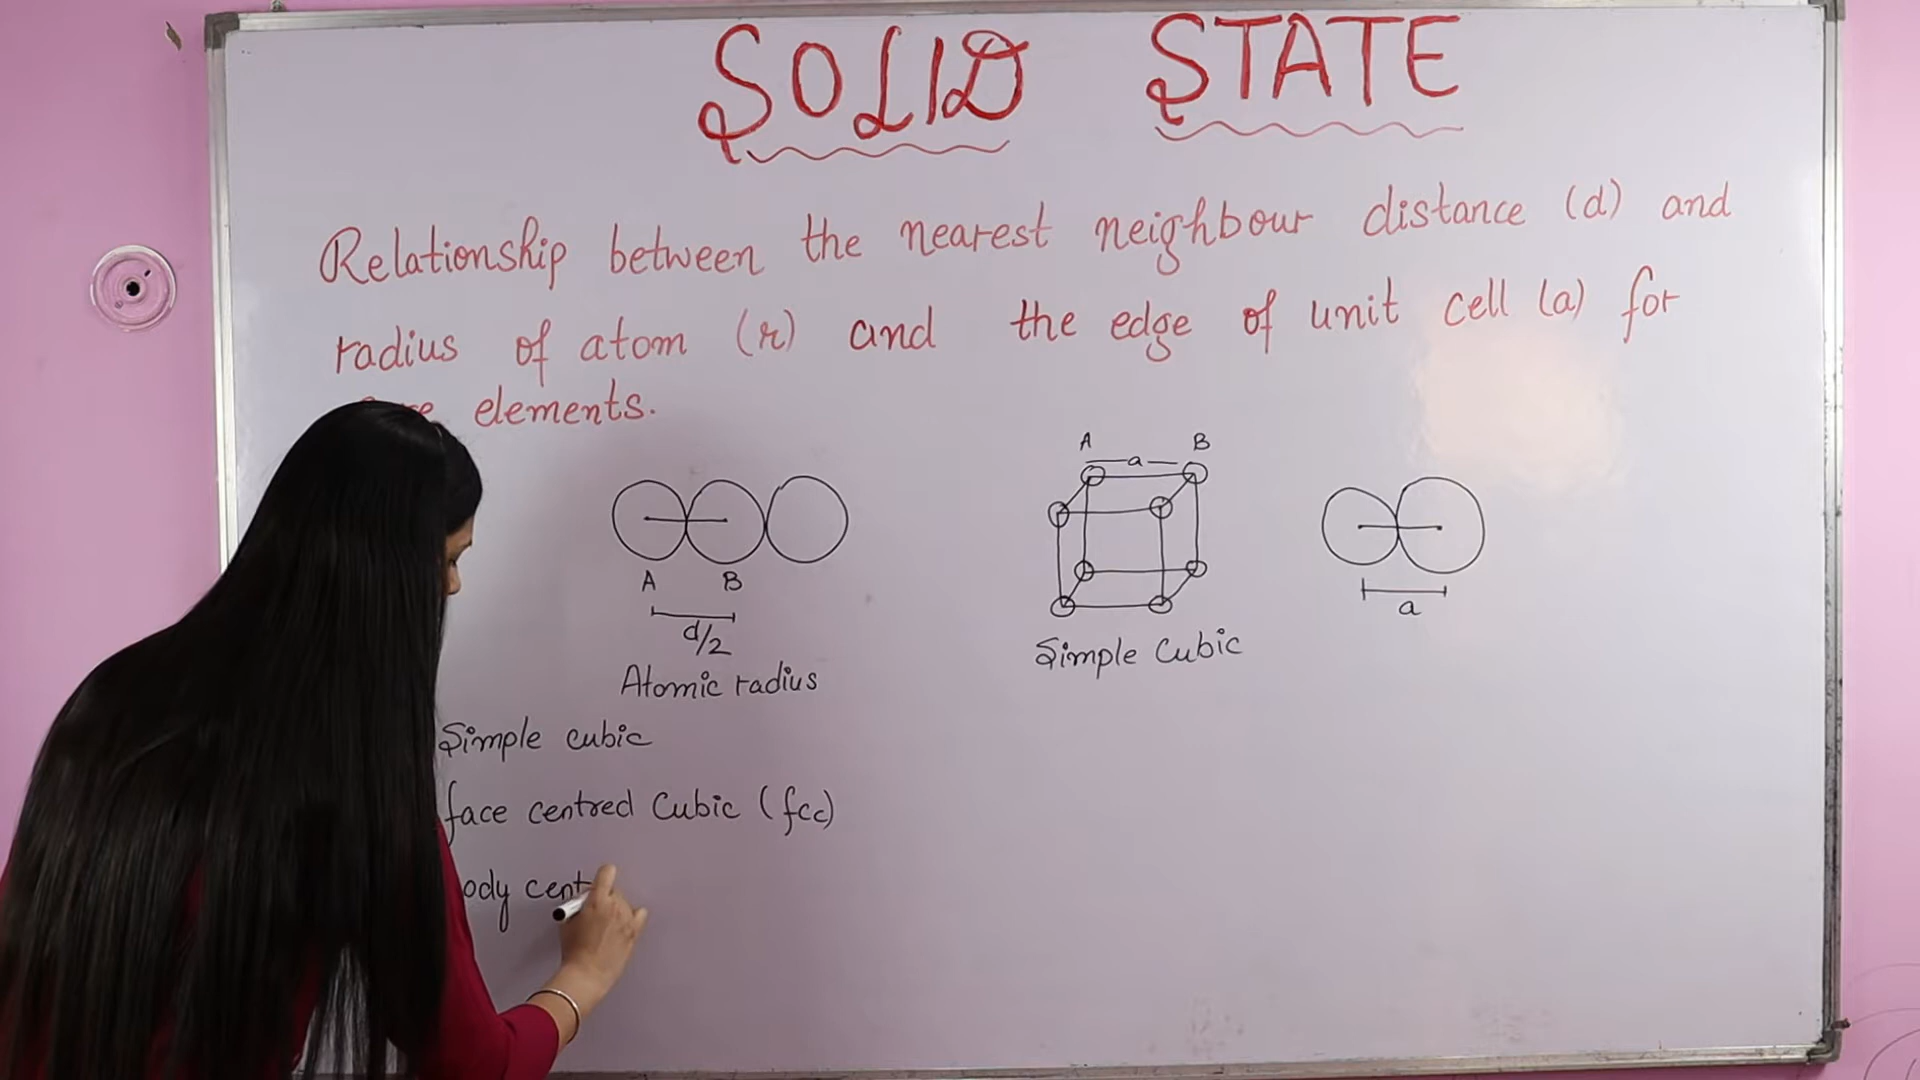 SOLID STATE
Relationship between the nearest neighbour distance (d) and
radius of atom (r) and the edge of unit cell (a) for
elements.
A B
a
A B
d/2
a
Atomic radius
Simple Cubic
Simple cubic
face centred Cubic (fcc)
ody cent